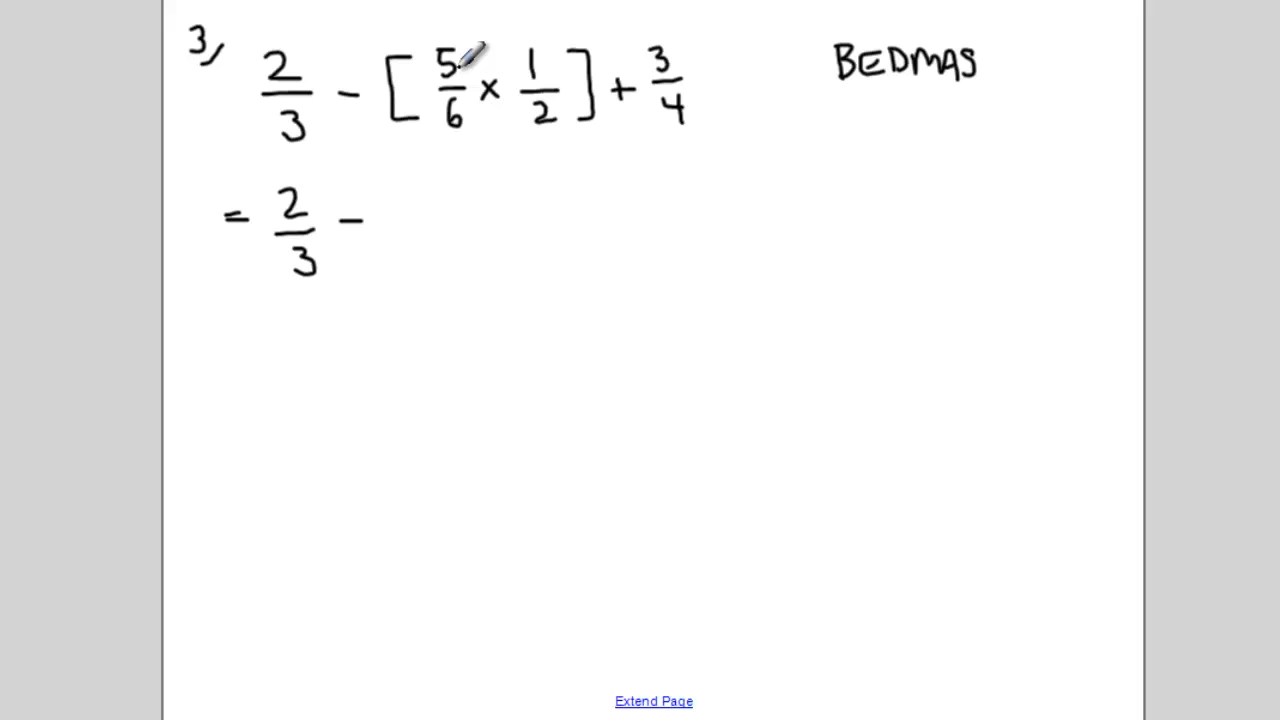 3, 2/3 - [ 5/6 × 1/2 ] + 3/4 BEDMAS
= 2/3 -
Extend Page